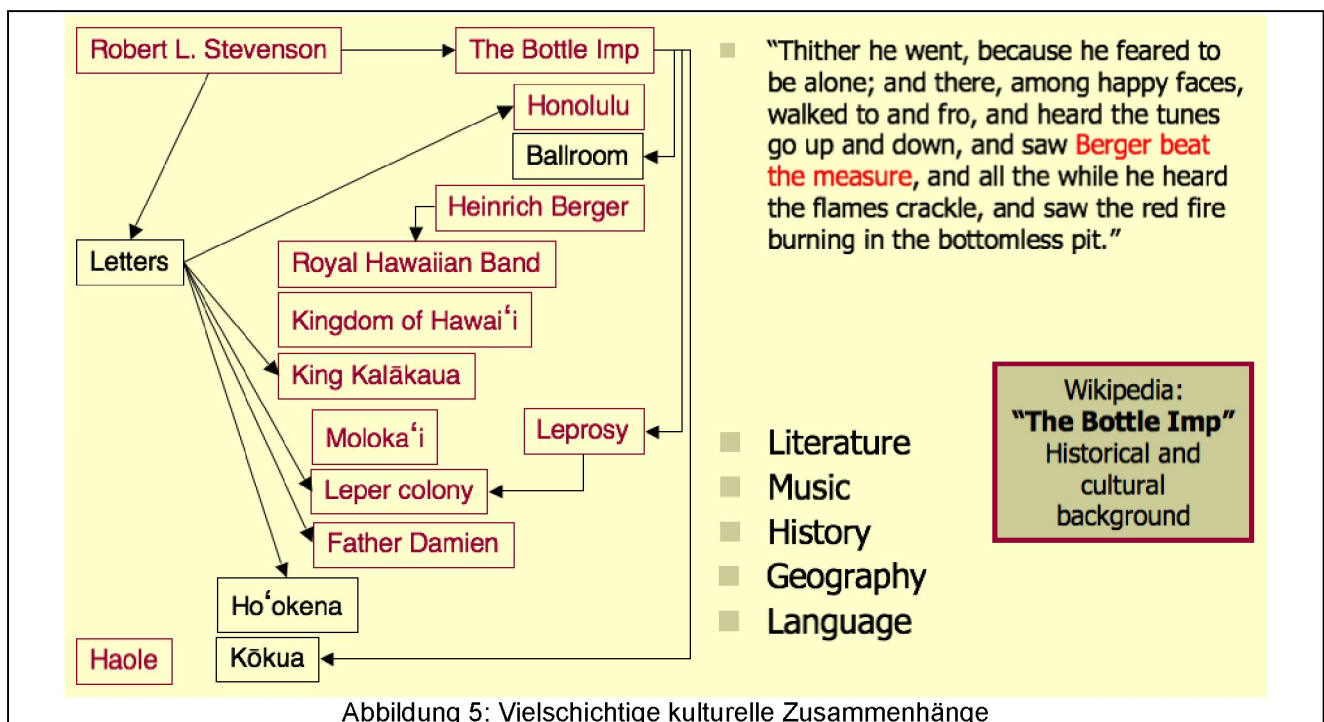 Robert L. Stevenson
The Bottle Imp
Honolulu
Ballroom
Heinrich Berger
Letters
Royal Hawaiian Band
Kingdom of Hawaiʻi
King Kalākaua
Molokaʻi
Leprosy
Leper colony
Father Damien
Hoʻokena
Haole
Kōkua
“Thither he went, because he feared to
be alone; and there, among happy faces,
walked to and fro, and heard the tunes
go up and down, and saw Berger beat
the measure, and all the while he heard
the flames crackle, and saw the red fire
burning in the bottomless pit.”
Literature
Music
History
Geography
Language
Wikipedia:
“The Bottle Imp”
Historical and
cultural
background
Abbildung 5: Vielschichtige kulturelle Zusammenhänge